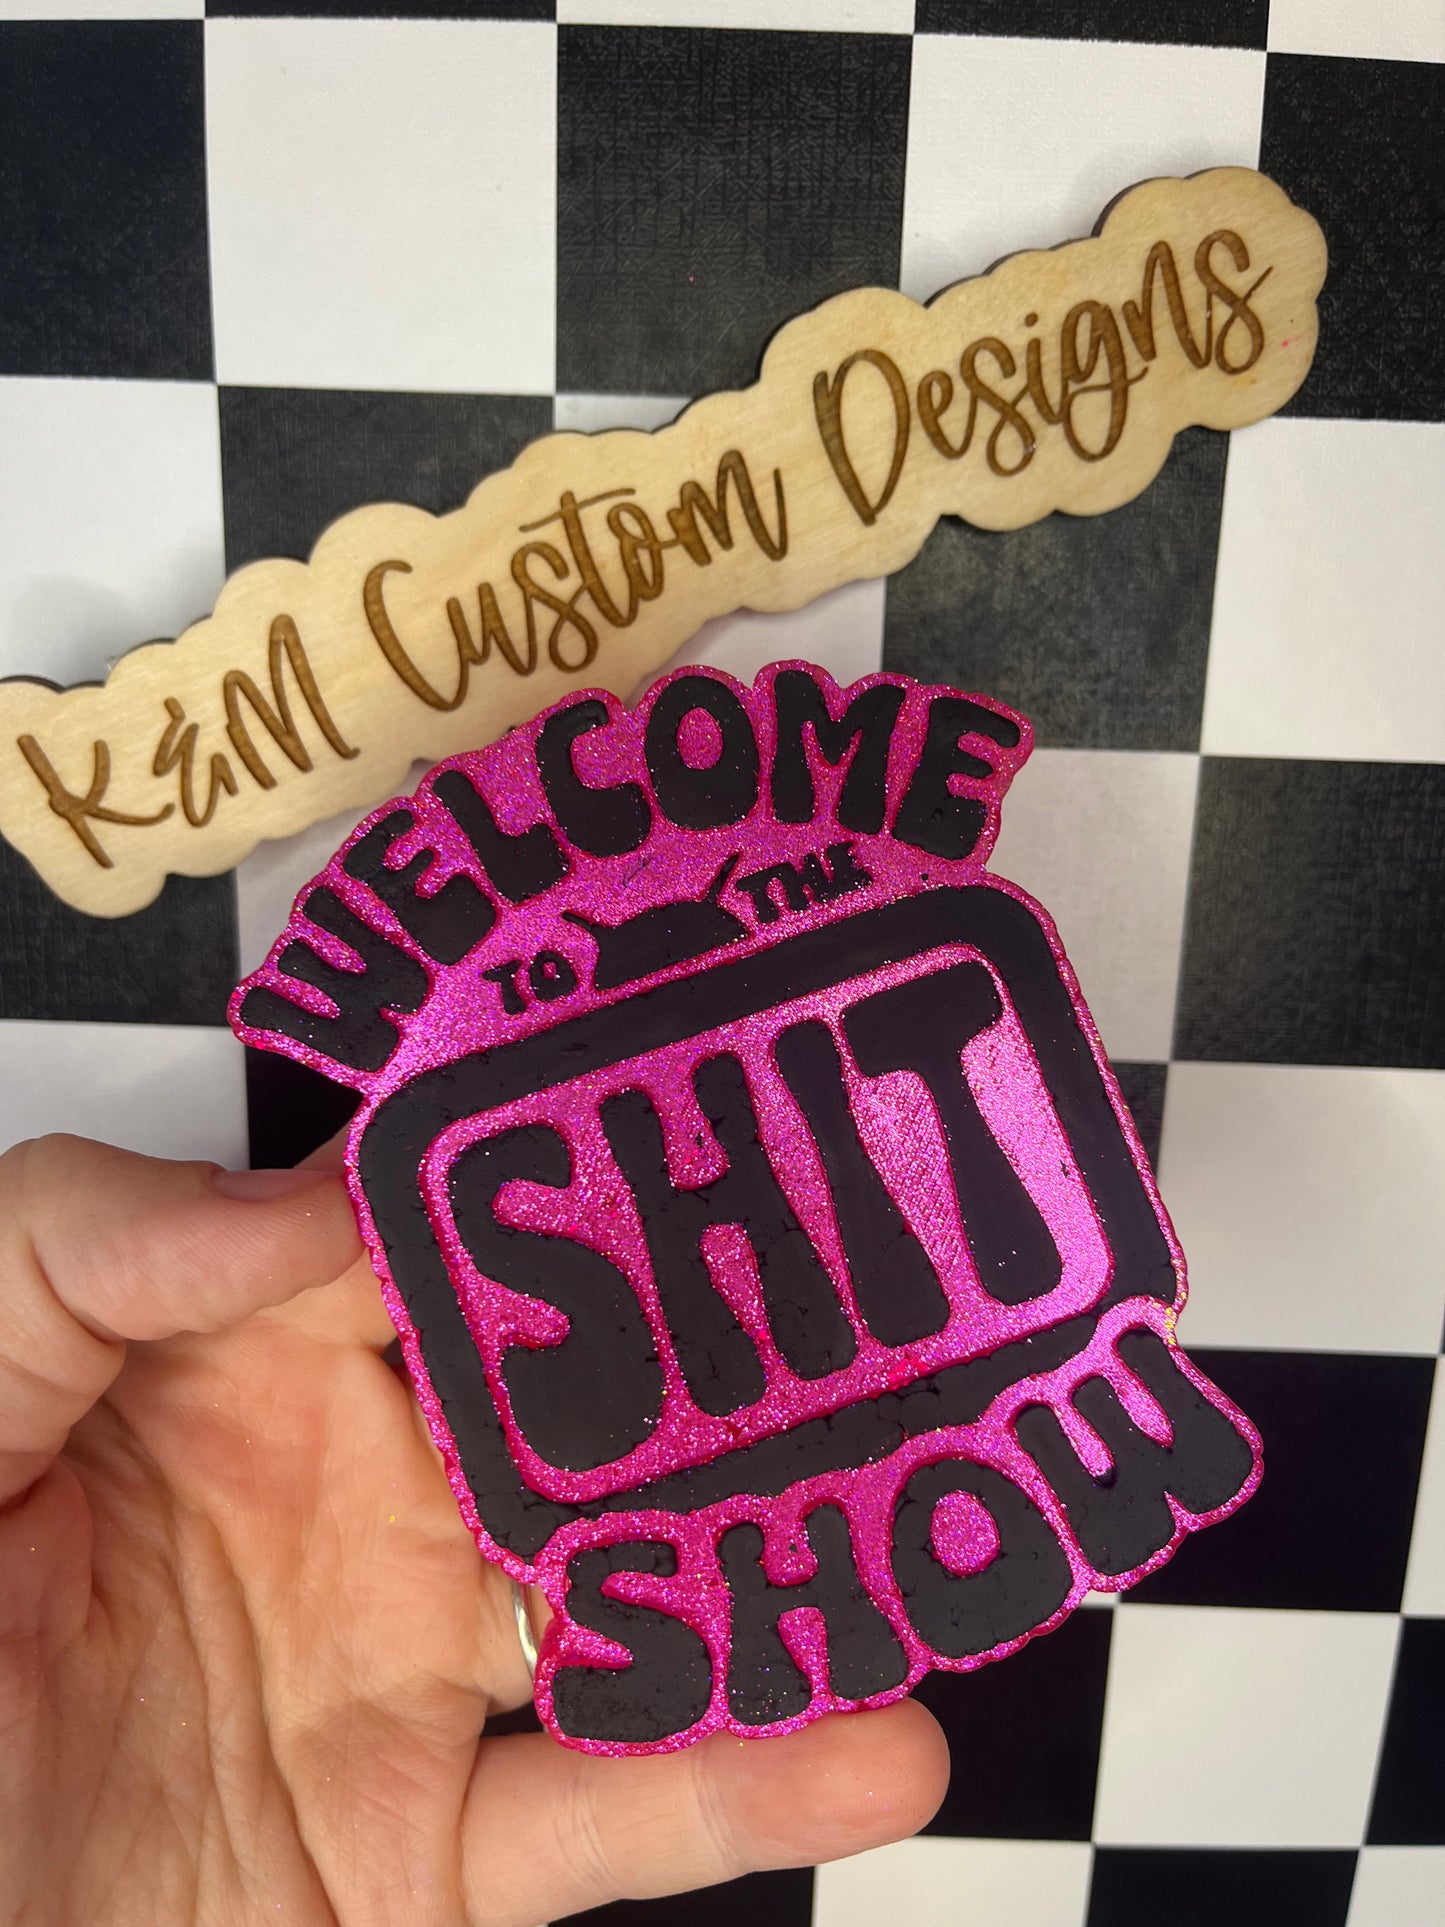 K&M Custom Designs
WELCOME
TO THE
SHIT
SHOW